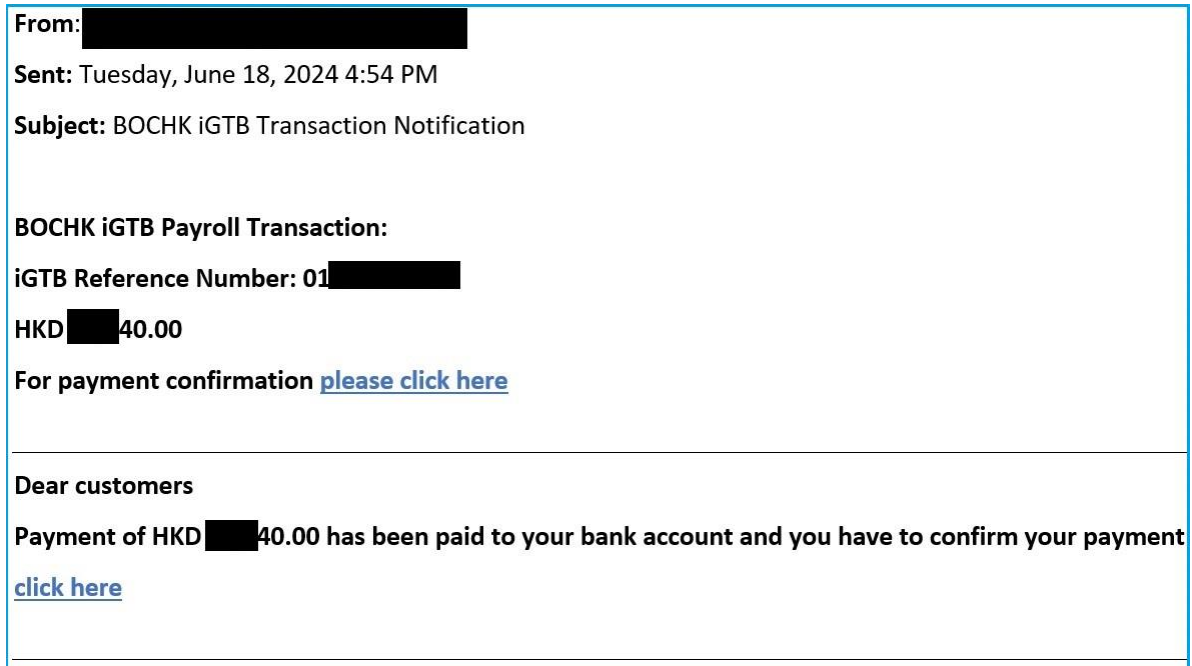 From:
Sent: Tuesday, June 18, 2024 4:54 PM
Subject: BOCHK iGTB Transaction Notification
BOCHK iGTB Payroll Transaction:
iGTB Reference Number: 01
HKD 40.00
For payment confirmation please click here
Dear customers
Payment of HKD 40.00 has been paid to your bank account and you have to confirm your payment
click here